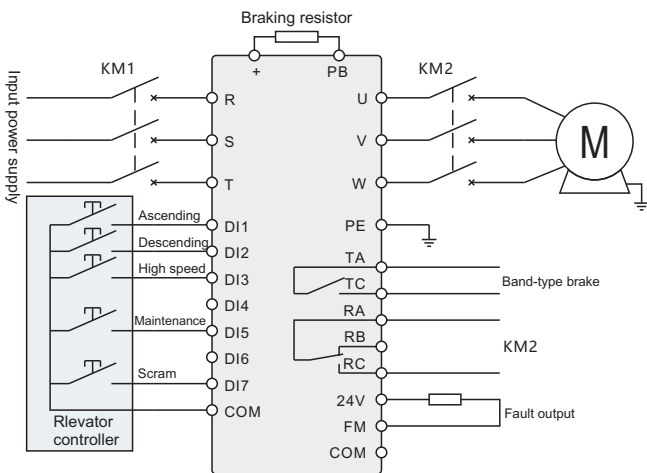 Braking resistor
KM1
+
PB
KM2
Input power supply
R
U
S
V
M
T
W
Ascending
DI1
PE
Descending
DI2
High speed
DI3
TA
TC
Band-type brake
DI4
RA
Maintenance
DI5
RB
KM2
DI6
RC
Scram
DI7
24V
COM
Fault output
FM
Rlevator
controller
COM